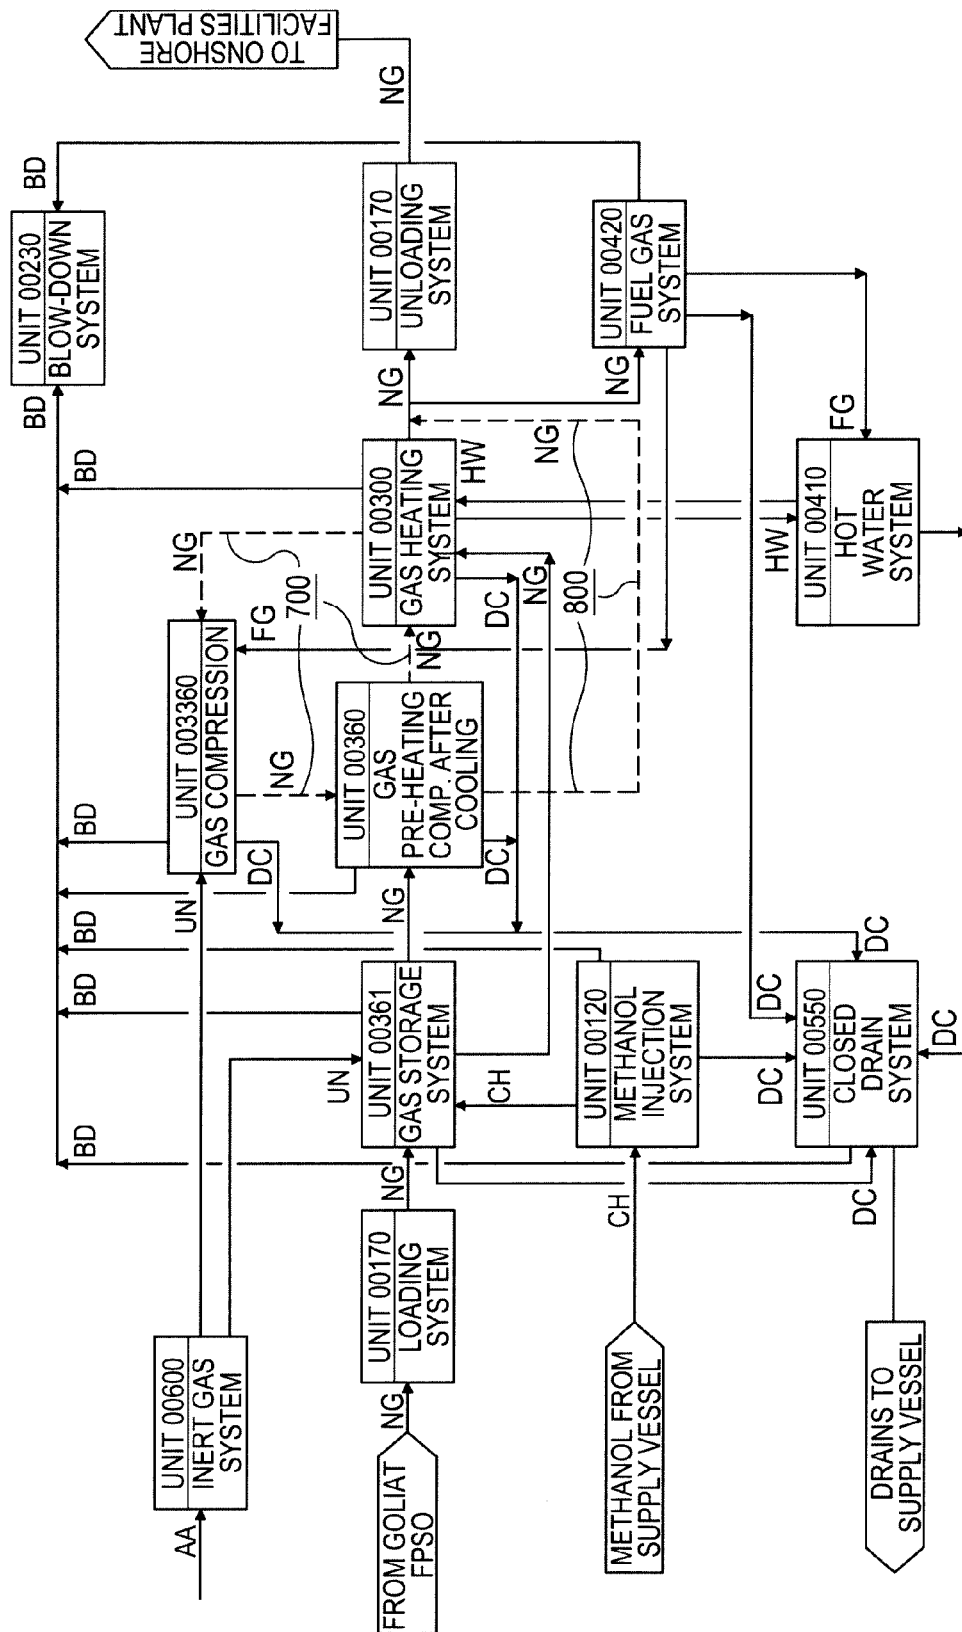 TO ONSHORE
FACILITIES PLANT
NG
BD
UNIT 00230
BLOW-DOWN
SYSTEM
BD
BD
UNIT 00170
UNLOADING
SYSTEM
NG
UNIT 00420
FUEL GAS
SYSTEM
NG
FG
NG
UNIT 00300
GAS HEATING
SYSTEM
HW
NG
700
FG
NG
DC
NG
800
HW
UNIT 00410
HOT
WATER
SYSTEM
UNIT 003360
GAS COMPRESSION
NG
UNIT 00360
GAS
PRE-HEATING
COMP. AFTER
COOLING
BD
DC
DC
UN
NG
BD
BD
UNIT 00361
GAS STORAGE
SYSTEM
UN
CH
UNIT 00120
METHANOL
INJECTION
SYSTEM
DC
DC
DC
UNIT 00550
CLOSED
DRAIN
SYSTEM
DC
BD
NG
CH
DC
UNIT 00170
LOADING
SYSTEM
UNIT 00600
INERT GAS
SYSTEM
AA
NG
FROM GOLIAT
FPSO
METHANOL FROM
SUPPLY VESSEL
DRAINS TO
SUPPLY VESSEL